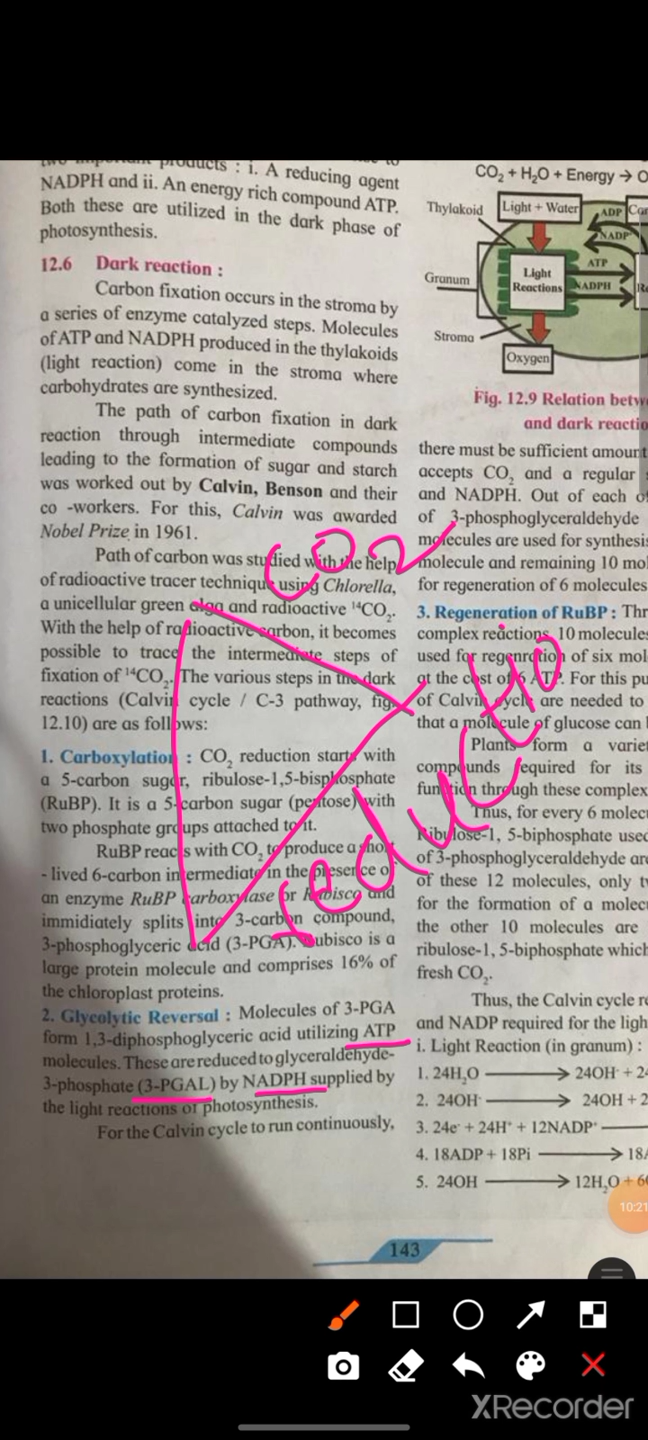 two important products : i. A reducing agent
NADPH and ii. An energy rich compound ATP.
Both these are utilized in the dark phase of
photosynthesis.
12.6 Dark reaction :
Carbon fixation occurs in the stroma by
a series of enzyme catalyzed steps. Molecules
of ATP and NADPH produced in the thylakoids
(light reaction) come in the stroma where
carbohydrates are synthesized.
The path of carbon fixation in dark
reaction through intermediate compounds
leading to the formation of sugar and starch
was worked out by Calvin, Benson and their
co -workers. For this, Calvin was awarded
Nobel Prize in 1961.
Path of carbon was studied with the help
of radioactive tracer technique using Chlorella,
a unicellular green alga and radioactive ¹⁴CO₂.
With the help of radioactive carbon, it becomes
possible to trace the intermediate steps of
fixation of ¹⁴CO₂. The various steps in the dark
reactions (Calvin cycle / C-3 pathway, fig.
12.10) are as follows:
1. Carboxylation : CO₂ reduction starts with
a 5-carbon sugar, ribulose-1,5-bisphosphate
(RuBP). It is a 5-carbon sugar (pentose) with
two phosphate groups attached to it.
RuBP reacts with CO₂ to produce a short
- lived 6-carbon intermediate in the presence of
an enzyme RuBP carboxylase or Rubisco and
immidiately splits into 3-carbon compound,
3-phosphoglyceric acid (3-PGA). Rubisco is a
large protein molecule and comprises 16% of
the chloroplast proteins.
2. Glycolytic Reversal : Molecules of 3-PGA
form 1,3-diphosphoglyceric acid utilizing ATP
molecules. These are reduced to glyceraldehyde-
3-phosphate (3-PGAL) by NADPH supplied by
the light reactions of photosynthesis.
For the Calvin cycle to run continuously,
CO₂ + H₂O + Energy → O
Thylakoid
Light + Water
ADP
NADP
ATP
NADPH
Granum
Light
Reactions
Stroma
Oxygen
Fig. 12.9 Relation betw
and dark reactio
there must be sufficient amount
accepts CO₂ and a regular
and NADPH. Out of each
of 3-phosphoglyceraldehyde
molecules are used for synthesis
molecule and remaining 10 mol
for regeneration of 6 molecules
3. Regeneration of RuBP : Thr
complex reactions, 10 molecules
used for regenration of six mol
at the cost of 6 ATP. For this pu
of Calvin cycle are needed to
that a molecule of glucose can
Plants form a varie
compounds required for its
function through these complex
Thus, for every 6 molec
Ribulose-1, 5-biphosphate used
of 3-phosphoglyceraldehyde are
of these 12 molecules, only tw
for the formation of a molec
the other 10 molecules are
ribulose-1, 5-biphosphate which
fresh CO₂.
Thus, the Calvin cycle re
and NADP required for the ligh
i. Light Reaction (in granum) :
1. 24H₂O → 24OH⁻ + 24
2. 24OH⁻ → 24OH + 2
3. 24e⁻ + 24H⁺ + 12NADP⁺
4. 18ADP + 18Pi → 18A
5. 24OH → 12H₂O + 6
CO2
reductio
143
10:21
XRecorder